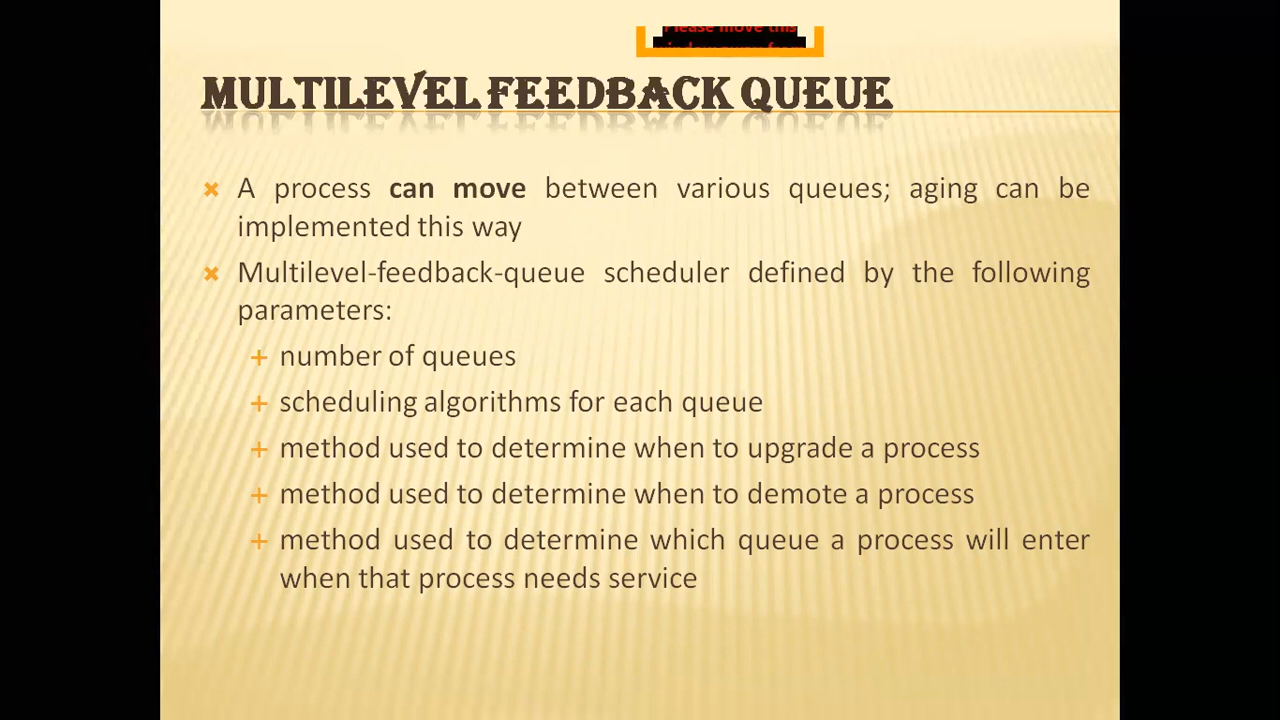 Please move this
MULTILEVEL FEEDBACK QUEUE
A process can move between various queues; aging can be
implemented this way
Multilevel-feedback-queue scheduler defined by the following
parameters:
number of queues
scheduling algorithms for each queue
method used to determine when to upgrade a process
method used to determine when to demote a process
method used to determine which queue a process will enter
when that process needs service